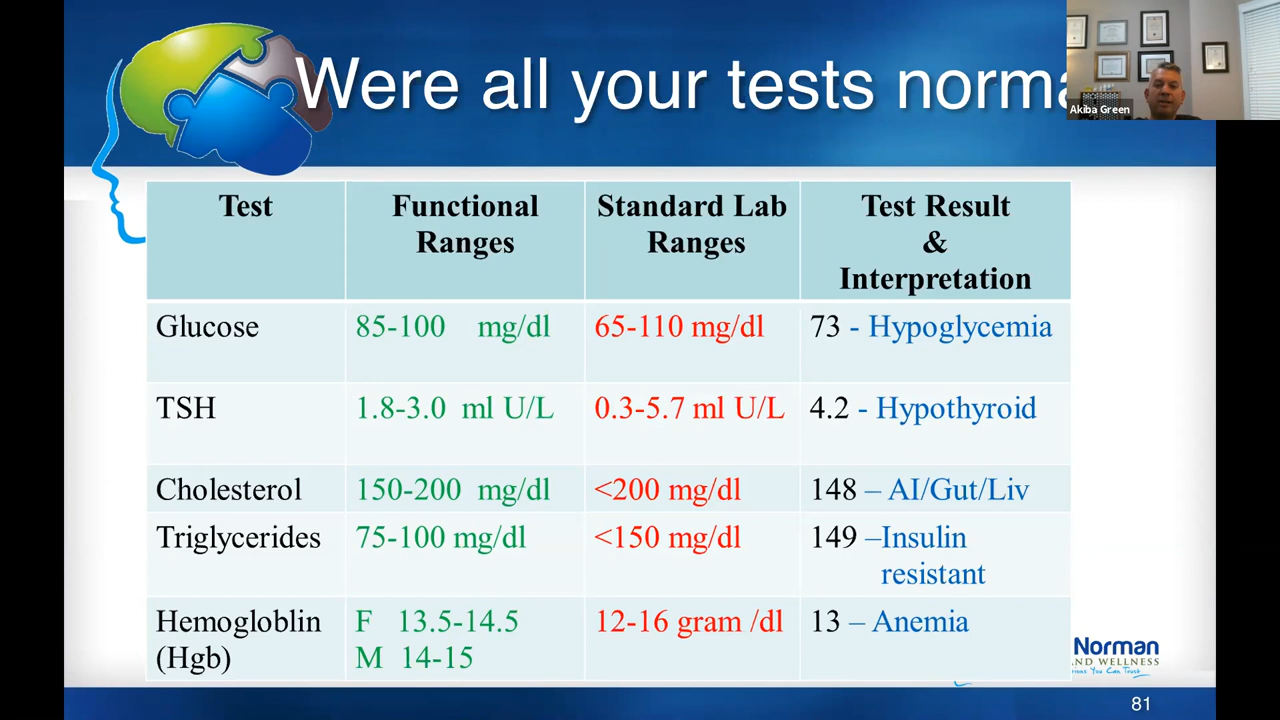 Were all your tests norma
Akiba Green
Test
Functional
Ranges
Standard Lab
Ranges
Test Result
&
Interpretation
Glucose
85-100 mg/dl
65-110 mg/dl
73 - Hypoglycemia
TSH
1.8-3.0 ml U/L
0.3-5.7 ml U/L
4.2 - Hypothyroid
Cholesterol
150-200 mg/dl
<200 mg/dl
148 – AI/Gut/Liv
Triglycerides
75-100 mg/dl
<150 mg/dl
149 –Insulin
resistant
Hemogloblin
(Hgb)
F 13.5-14.5
M 14-15
12-16 gram /dl
13 – Anemia
Norman
AND WELLNESS
You Can Trust
81